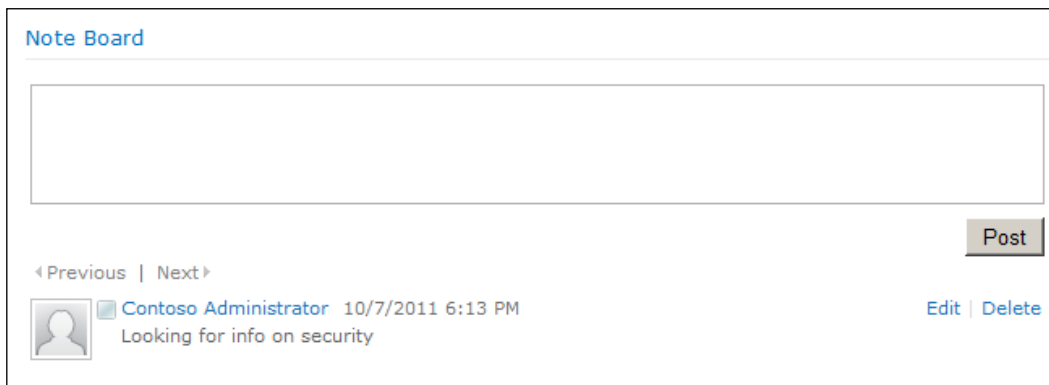 Note Board
Post
Previous | Next
Contoso Administrator 10/7/2011 6:13 PM Edit | Delete
Looking for info on security